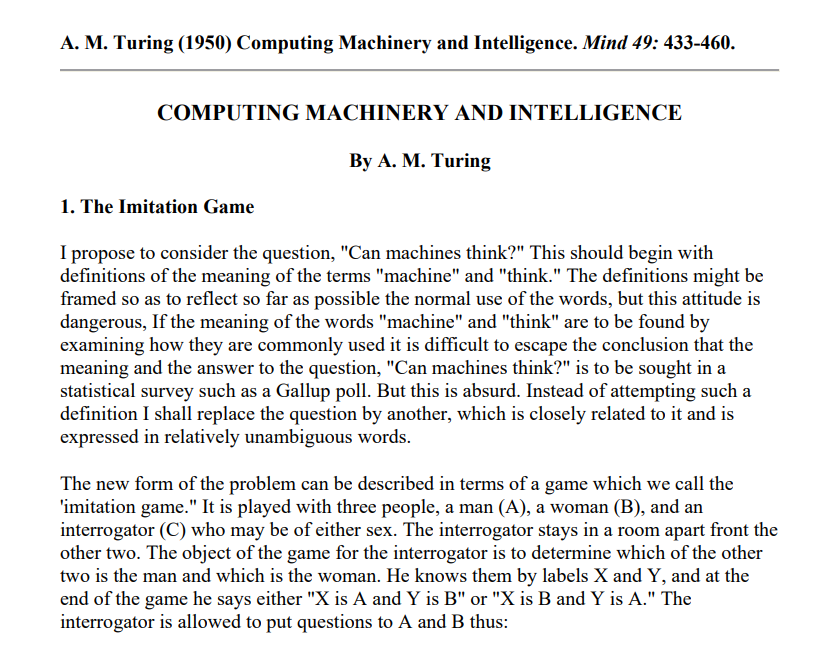 A. M. Turing (1950) Computing Machinery and Intelligence. Mind 49: 433-460.
COMPUTING MACHINERY AND INTELLIGENCE
By A. M. Turing
1. The Imitation Game
I propose to consider the question, "Can machines think?" This should begin with
definitions of the meaning of the terms "machine" and "think." The definitions might be
framed so as to reflect so far as possible the normal use of the words, but this attitude is
dangerous, If the meaning of the words "machine" and "think" are to be found by
examining how they are commonly used it is difficult to escape the conclusion that the
meaning and the answer to the question, "Can machines think?" is to be sought in a
statistical survey such as a Gallup poll. But this is absurd. Instead of attempting such a
definition I shall replace the question by another, which is closely related to it and is
expressed in relatively unambiguous words.
The new form of the problem can be described in terms of a game which we call the
'imitation game." It is played with three people, a man (A), a woman (B), and an
interrogator (C) who may be of either sex. The interrogator stays in a room apart front the
other two. The object of the game for the interrogator is to determine which of the other
two is the man and which is the woman. He knows them by labels X and Y, and at the
end of the game he says either "X is A and Y is B" or "X is B and Y is A." The
interrogator is allowed to put questions to A and B thus: